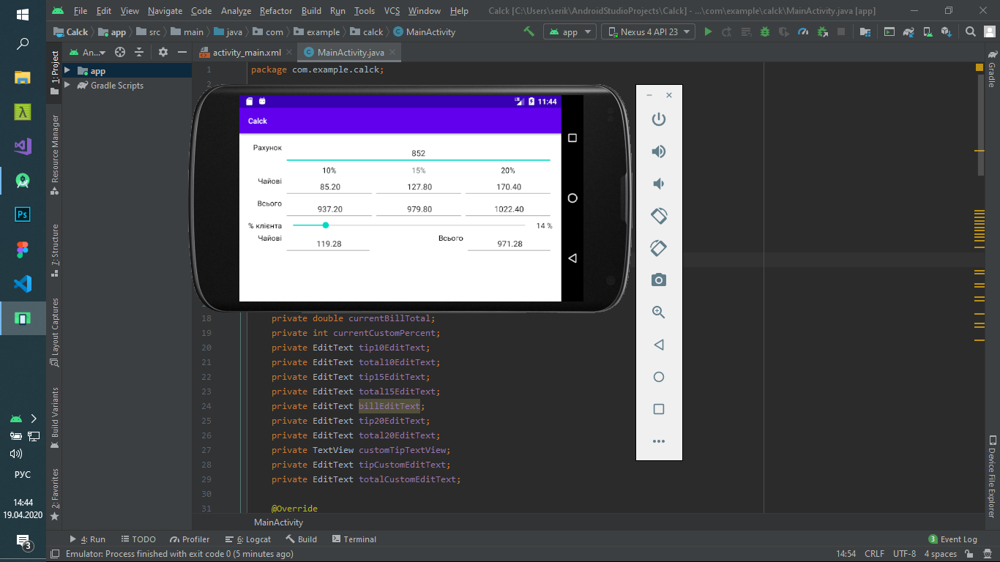 File Edit View Navigate Code Analyze Refactor Build Run Tools VCS Window Help Calck [C:\Users\serik\AndroidStudioProjects\Calck] - ...\com\example\calck\MainActivity.java [app]
Calck app src main java com example calck MainActivity app Nexus 4 API 23
An... activity_main.xml MainActivity.java
app
Gradle Scripts
1: Project
Resource Manager
7: Structure
Layout Captures
Build Variants
2: Favorites
Gradle
Device File Explorer
1 package com.example.calck;
2
LTE 11:44
Calck
Рахунок 852
10% 15% 20%
Чайові 85.20 127.80 170.40
Всього 937.20 979.80 1022.40
% клієнта 14 %
Чайові 119.28 Всього 971.28
18 private double currentBillTotal;
19 private int currentCustomPercent;
20 private EditText tip10EditText;
21 private EditText total10EditText;
22 private EditText tip15EditText;
23 private EditText total15EditText;
24 private EditText billEditText;
25 private EditText tip20EditText;
26 private EditText total20EditText;
27 private TextView customTipTextView;
28 private EditText tipCustomEditText;
29 private EditText totalCustomEditText;
30
31 @Override
MainActivity
4: Run TODO Profiler 6: Logcat Build Terminal 3 Event Log
Emulator: Process finished with exit code 0 (5 minutes ago) 14:54 CRLF UTF-8 4 spaces
Ps
РУС
14:44
19.04.2020
3